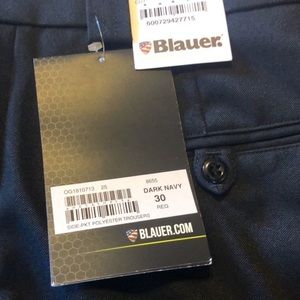 600729427715
Blauer.
OG1810713 25 8655
DARK NAVY
30
REG
SIDE-PKT POLYESTER TROUSERS
BLAUER.COM